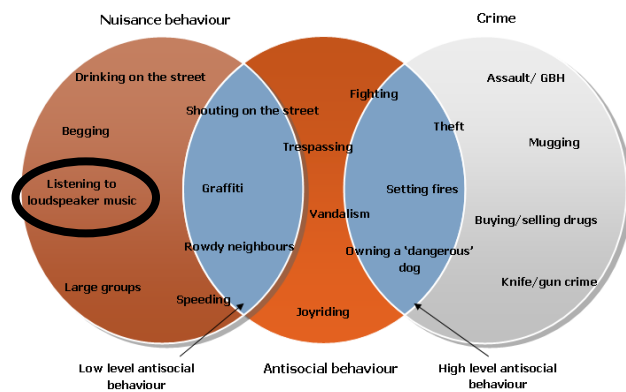 Nuisance behaviour
Crime
Drinking on the street
Assault/ GBH
Fighting
Shouting on the street
Theft
Begging
Mugging
Trespassing
Listening to
loudspeaker music
Graffiti
Setting fires
Vandalism
Buying/selling drugs
Rowdy neighbours
Owning a 'dangerous'
dog
Large groups
Speeding
Knife/gun crime
Joyriding
Low level antisocial
behaviour
Antisocial behaviour
High level antisocial
behaviour